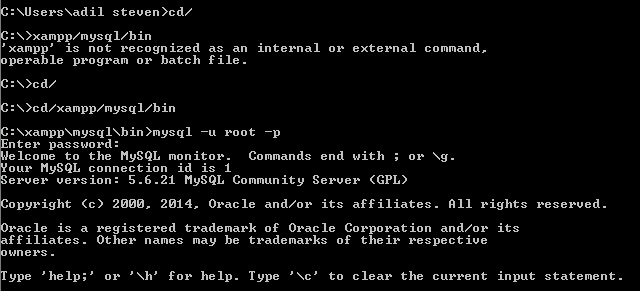 C:\Users\adil steven>cd/
C:\>xampp/mysql/bin
'xampp' is not recognized as an internal or external command,
operable program or batch file.
C:\>cd/
C:\>cd/xampp/mysql/bin
C:\xampp\mysql\bin>mysql -u root -p
Enter password:
Welcome to the MySQL monitor.  Commands end with ; or \g.
Your MySQL connection id is 1
Server version: 5.6.21 MySQL Community Server (GPL)
Copyright (c) 2000, 2014, Oracle and/or its affiliates. All rights reserved.
Oracle is a registered trademark of Oracle Corporation and/or its
affiliates. Other names may be trademarks of their respective
owners.
Type 'help;' or '\h' for help. Type '\c' to clear the current input statement.